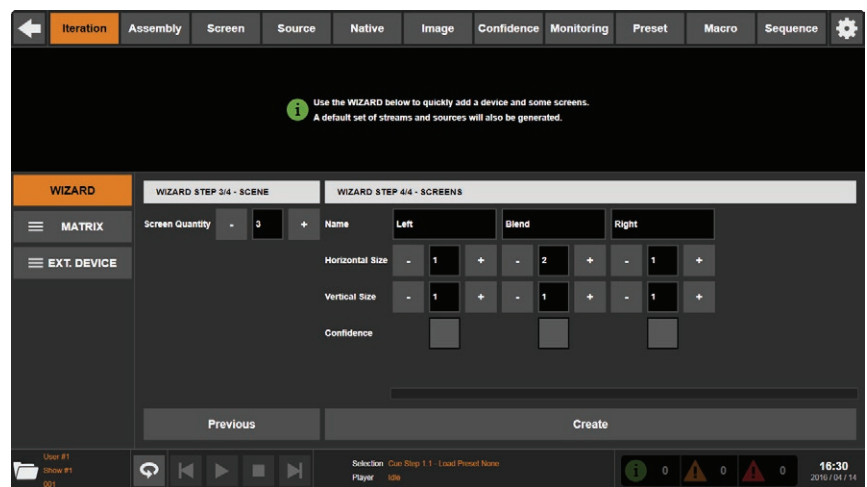 Iteration Assembly Screen Source Native Image Confidence Monitoring Preset Macro Sequence
Use the WIZARD below to quickly add a device and some screens.
A default set of streams and sources will also be generated.
WIZARD
MATRIX
EXT. DEVICE
WIZARD STEP 3/4 - SCENE
Screen Quantity - 3 +
WIZARD STEP 4/4 - SCREENS
Name Left Blend Right
Horizontal Size - 1 + - 2 + - 1 +
Vertical Size - 1 + - 1 + - 1 +
Confidence
Previous
Create
User #1
Show #1
001
Selection Cue Step 1.1 - Load Preset None
Player Idle
0 0 0
16:30
2016 / 04 / 14